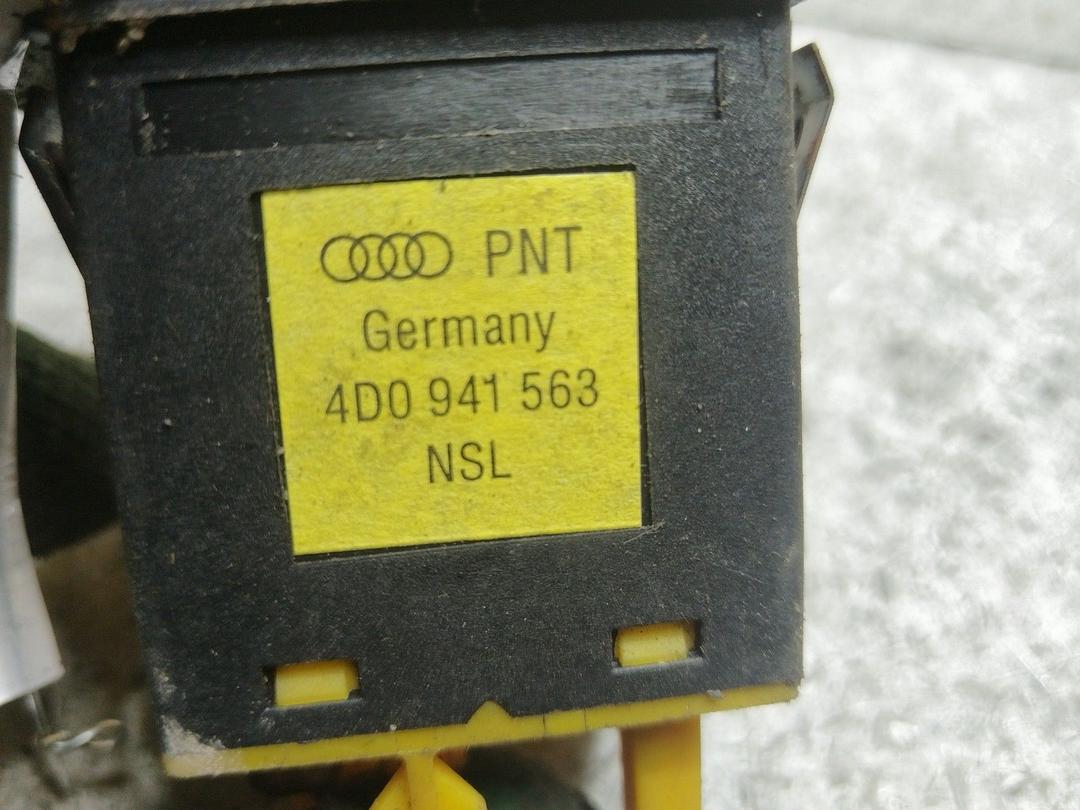 PNT
Germany
4D0 941 563
NSL